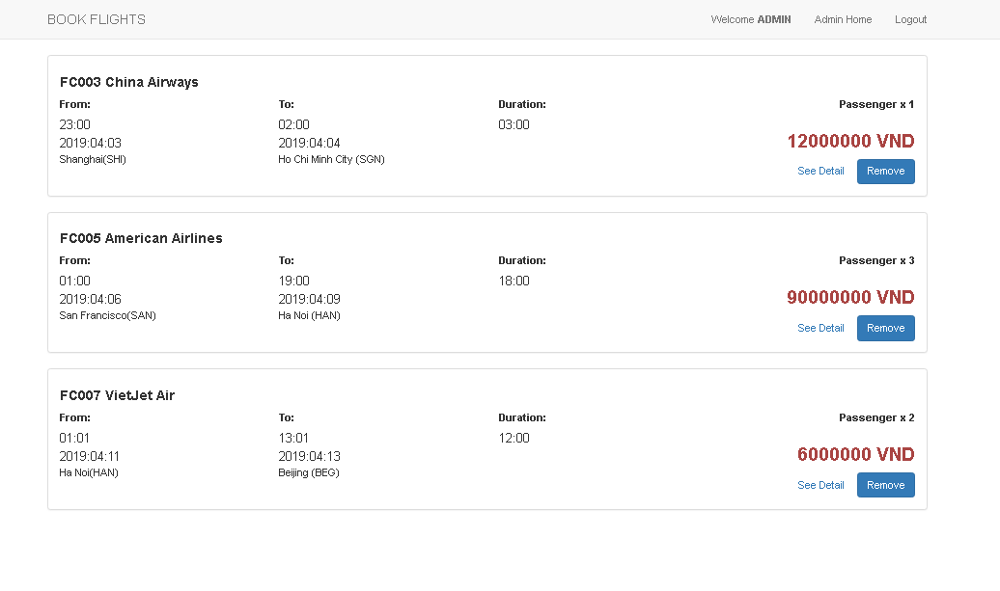 BOOK FLIGHTS Welcome ADMIN Admin Home Logout
FC003 China Airways
From: To: Duration: Passenger x 1
23:00 02:00 03:00
2019:04:03 2019:04:04
12000000 VND
Shanghai(SHI) Ho Chi Minh City (SGN)
See Detail Remove
FC005 American Airlines
From: To: Duration: Passenger x 3
01:00 19:00 18:00
2019:04:06 2019:04:09
90000000 VND
San Francisco(SAN) Ha Noi (HAN)
See Detail Remove
FC007 VietJet Air
From: To: Duration: Passenger x 2
01:01 13:01 12:00
2019:04:11 2019:04:13
6000000 VND
Ha Noi(HAN) Beijing (BEG)
See Detail Remove